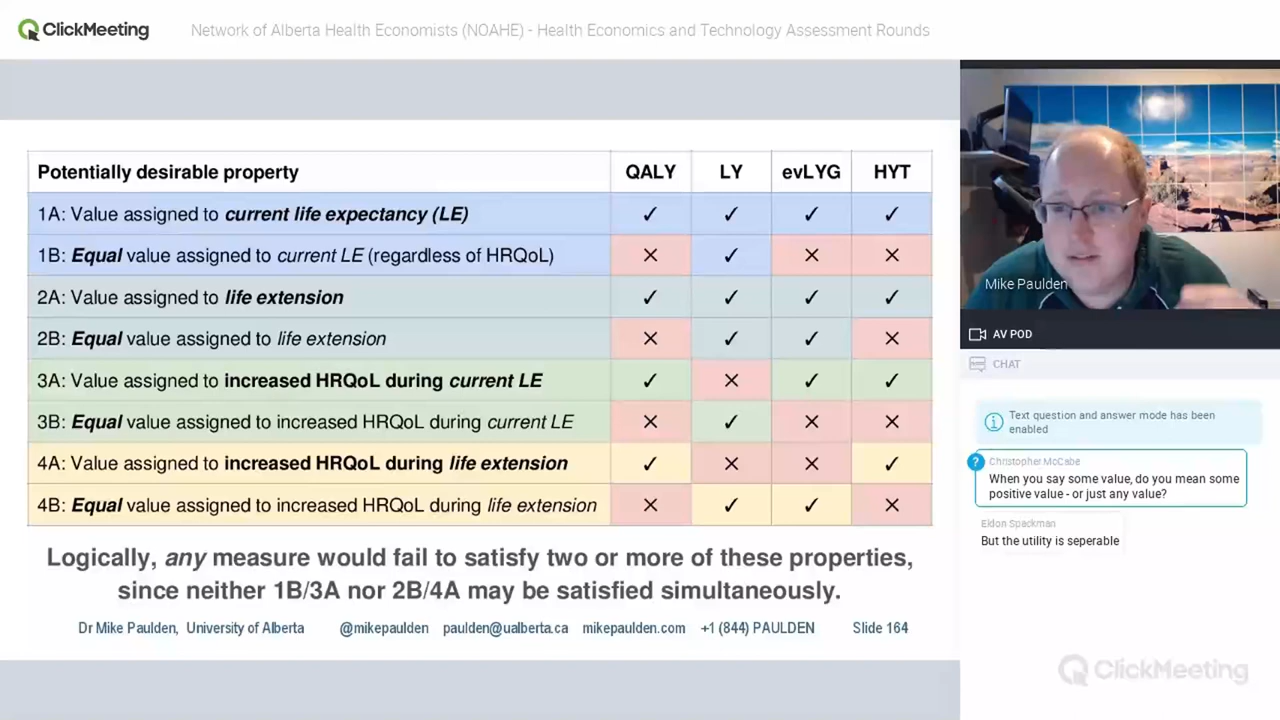 ClickMeeting
Network of Alberta Health Economists (NOAHE) - Health Economics and Technology Assessment Rounds
Potentially desirable property QALY LY evLYG HYT
1A: Value assigned to current life expectancy (LE) ✓ ✓ ✓ ✓
1B: Equal value assigned to current LE (regardless of HRQoL) × ✓ × ×
2A: Value assigned to life extension ✓ ✓ ✓ ✓
2B: Equal value assigned to life extension × ✓ ✓ ×
3A: Value assigned to increased HRQoL during current LE ✓ × ✓ ✓
3B: Equal value assigned to increased HRQoL during current LE × ✓ × ×
4A: Value assigned to increased HRQoL during life extension ✓ × × ✓
4B: Equal value assigned to increased HRQoL during life extension × ✓ ✓ ×
Logically, any measure would fail to satisfy two or more of these properties,
since neither 1B/3A nor 2B/4A may be satisfied simultaneously.
Dr Mike Paulden, University of Alberta @mikepaulden paulden@ualberta.ca mikepaulden.com +1 (844) PAULDEN Slide 164
Mike Paulden
AV POD
CHAT
Text question and answer mode has been
enabled
?
Christopher McCabe
When you say some value, do you mean some
positive value - or just any value?
Eldon Spackman
But the utility is seperable
ClickMeeting